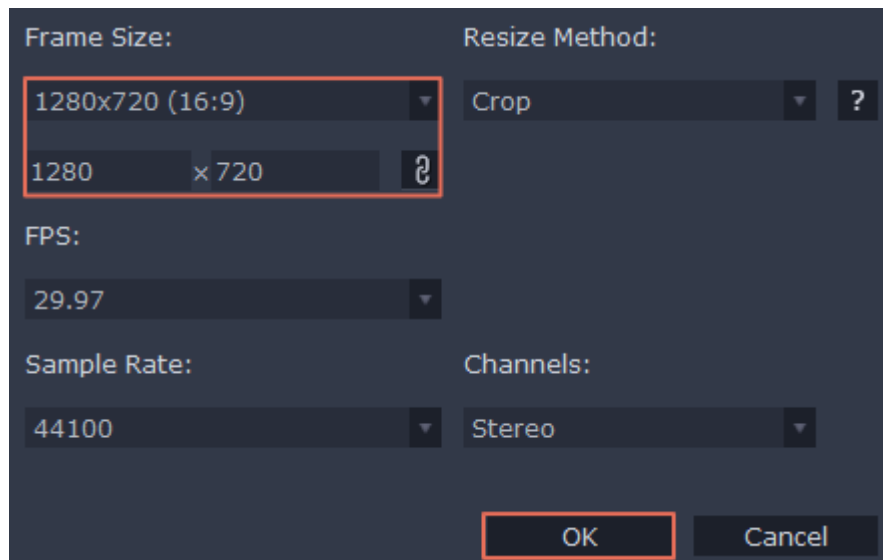 Frame Size:
Resize Method:
1280x720 (16:9)
Crop
?
1280 × 720
FPS:
29.97
Sample Rate:
Channels:
44100
Stereo
OK
Cancel